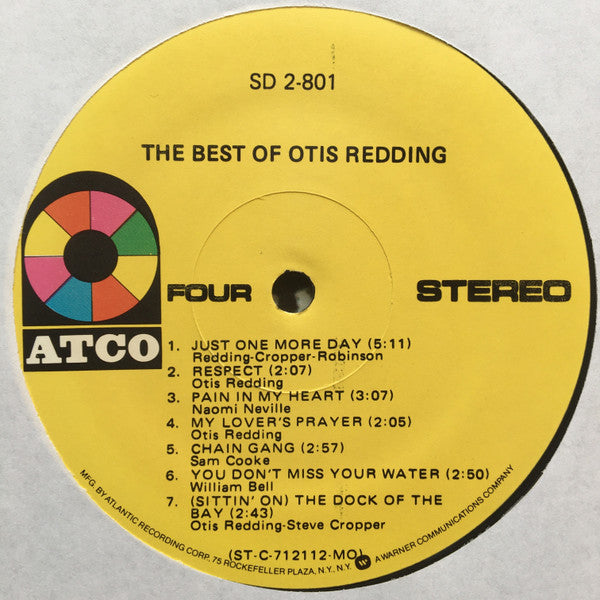 SD 2-801
THE BEST OF OTIS REDDING
ATCO
FOUR
STEREO
1. JUST ONE MORE DAY (5:11)
Redding-Cropper-Robinson
2. RESPECT (2:07)
Otis Redding
3. PAIN IN MY HEART (3:07)
Naomi Neville
4. MY LOVER'S PRAYER (2:05)
Otis Redding
5. CHAIN GANG (2:57)
Sam Cooke
6. YOU DON'T MISS YOUR WATER (2:50)
William Bell
7. (SITTIN' ON) THE DOCK OF THE
BAY (2:43)
Otis Redding-Steve Cropper
(ST-C-712112-MO)
MFG. BY ATLANTIC RECORDING CORP. 75 ROCKEFELLER PLAZA, N.Y., N.Y. A WARNER COMMUNICATIONS COMPANY